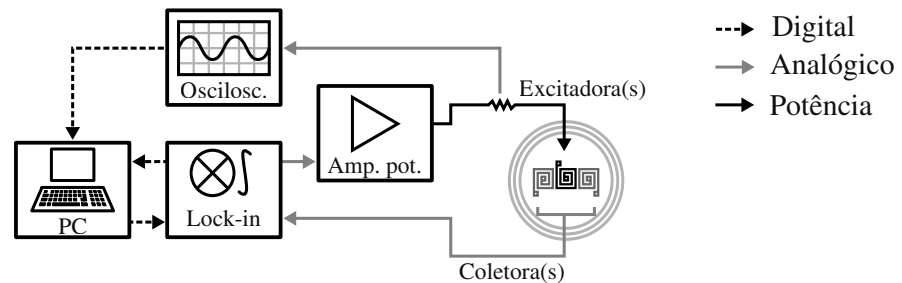 Digital
Analógico
Potência
Oscilosc.
Excitadora(s)
Amp. pot.
PC
Lock-in
Coletora(s)